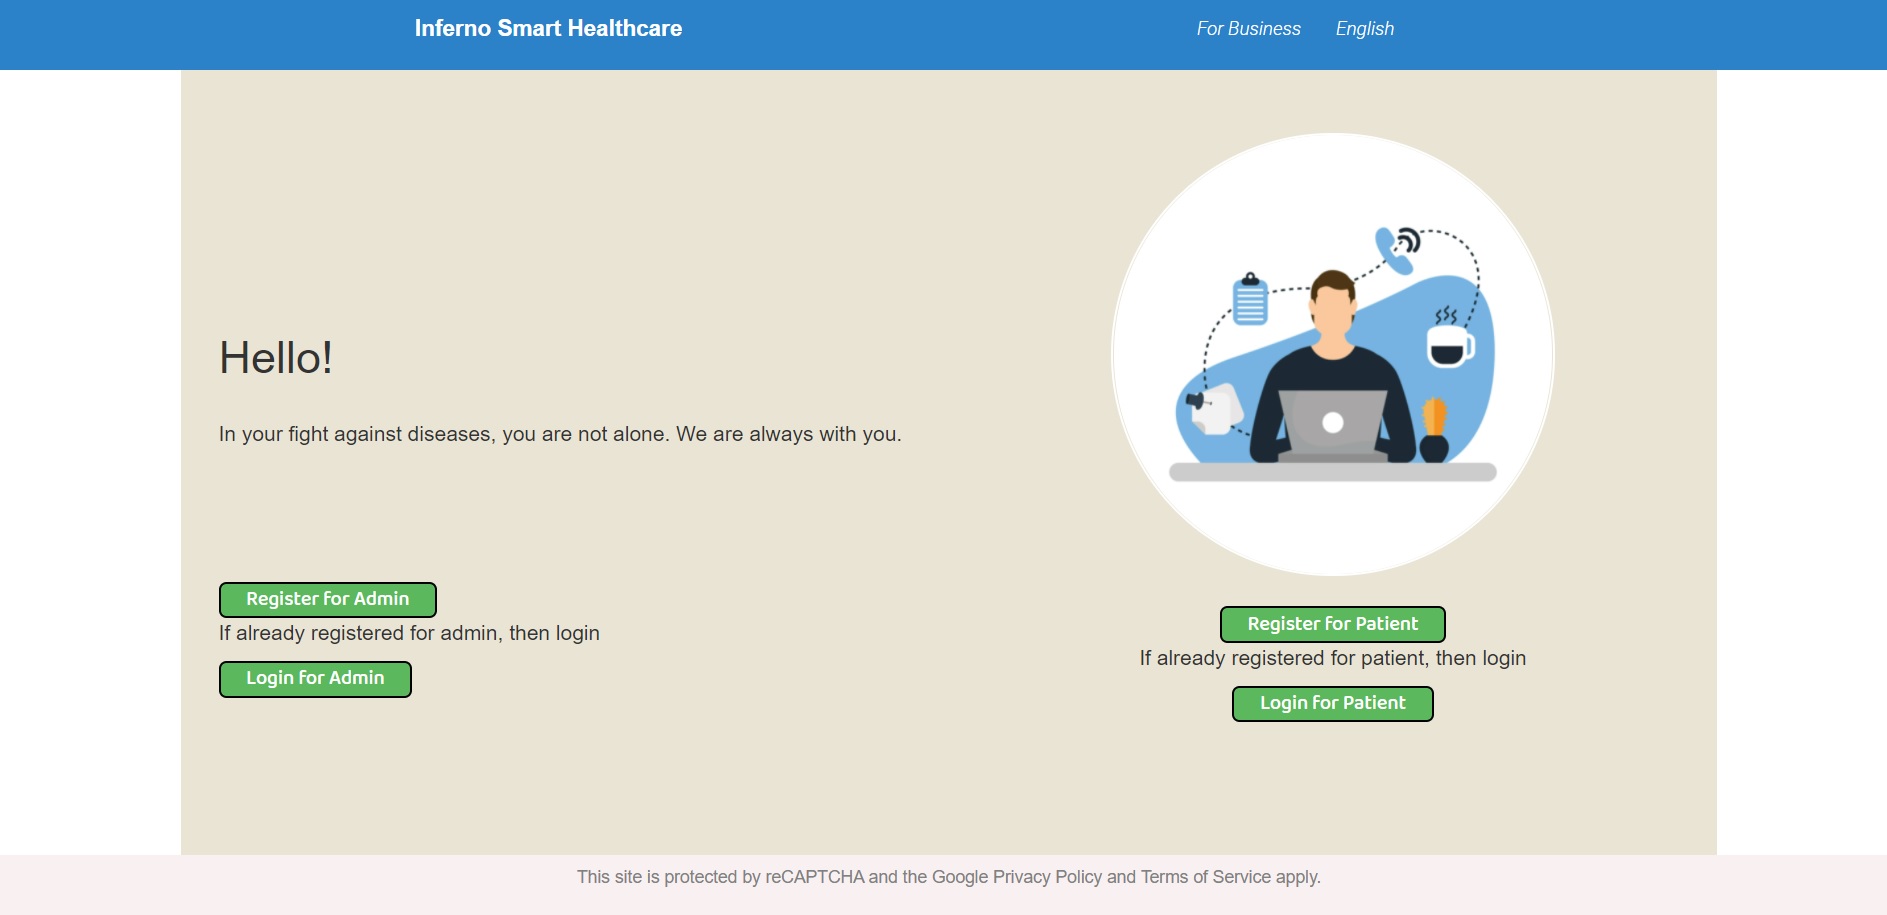 Inferno Smart Healthcare
For Business
English
Hello!
In your fight against diseases, you are not alone. We are always with you.
Register for Admin
If already registered for admin, then login
Login for Admin
Register for Patient
If already registered for patient, then login
Login for Patient
This site is protected by reCAPTCHA and the Google Privacy Policy and Terms of Service apply.